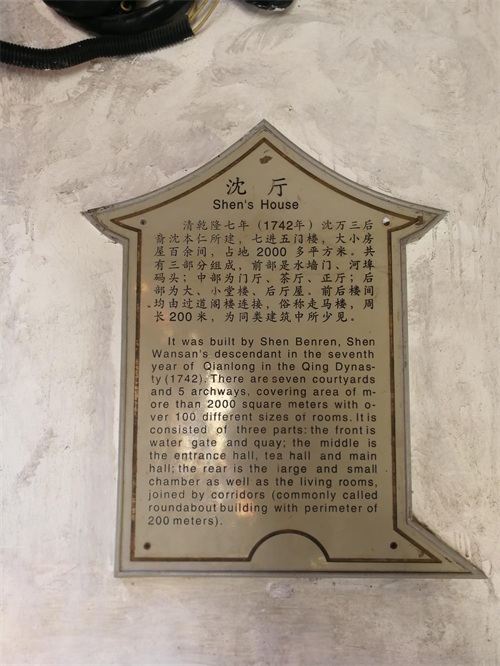 沈 厅
Shen's House
清乾隆七年（1742年）沈万三后
裔沈本仁所建，七进五门楼，大小房
屋百余间，占地 2000 多平方米．共
有三部分组成，前部是水墙门、河埠
码头；中部为门厅、茶厅、正厅；后
部为大、小堂楼、后厅屋．前后楼间
均由过道阁楼连接，俗称走马楼，周
长 200 米，为同类建筑中所少见．
It was built by Shen Benren, Shen
Wansan's descendant in the seventh
year of Qianlong in the Qing Dynas-
ty (1742). There are seven courtyards
and 5 archways, covering area of m-
ore than 2000 square meters with o-
ver 100 different sizes of rooms. It is
consisted of three parts: the front is
water gate and quay; the middle is
the entrance hall, tea hall and main
hall; the rear is the large and small
chamber as well as the living rooms,
joined by corridors (commonly called
roundabout building with perimeter of
200 meters).